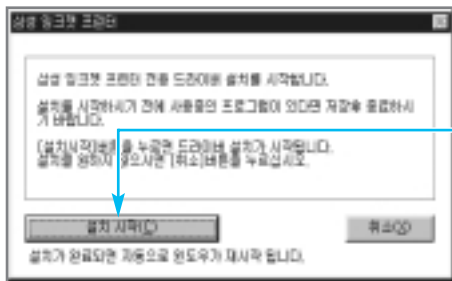 삼성 잉크젯 프린터
삼성 잉크젯 프린터 전용 드라이버 설치를 시작합니다.
설치를 시작하시기 전에 사용중인 프로그램이 있다면 저장후 종료하시
기 바랍니다.
[설치시작]버튼을 누르면 드라이버 설치가 시작됩니다.
설치를 원하지 않으시면 [취소]버튼을 누르십시오.
설치 시작(C) 취소(X)
설치가 완료되면 자동으로 윈도우가 재시작 됩니다.